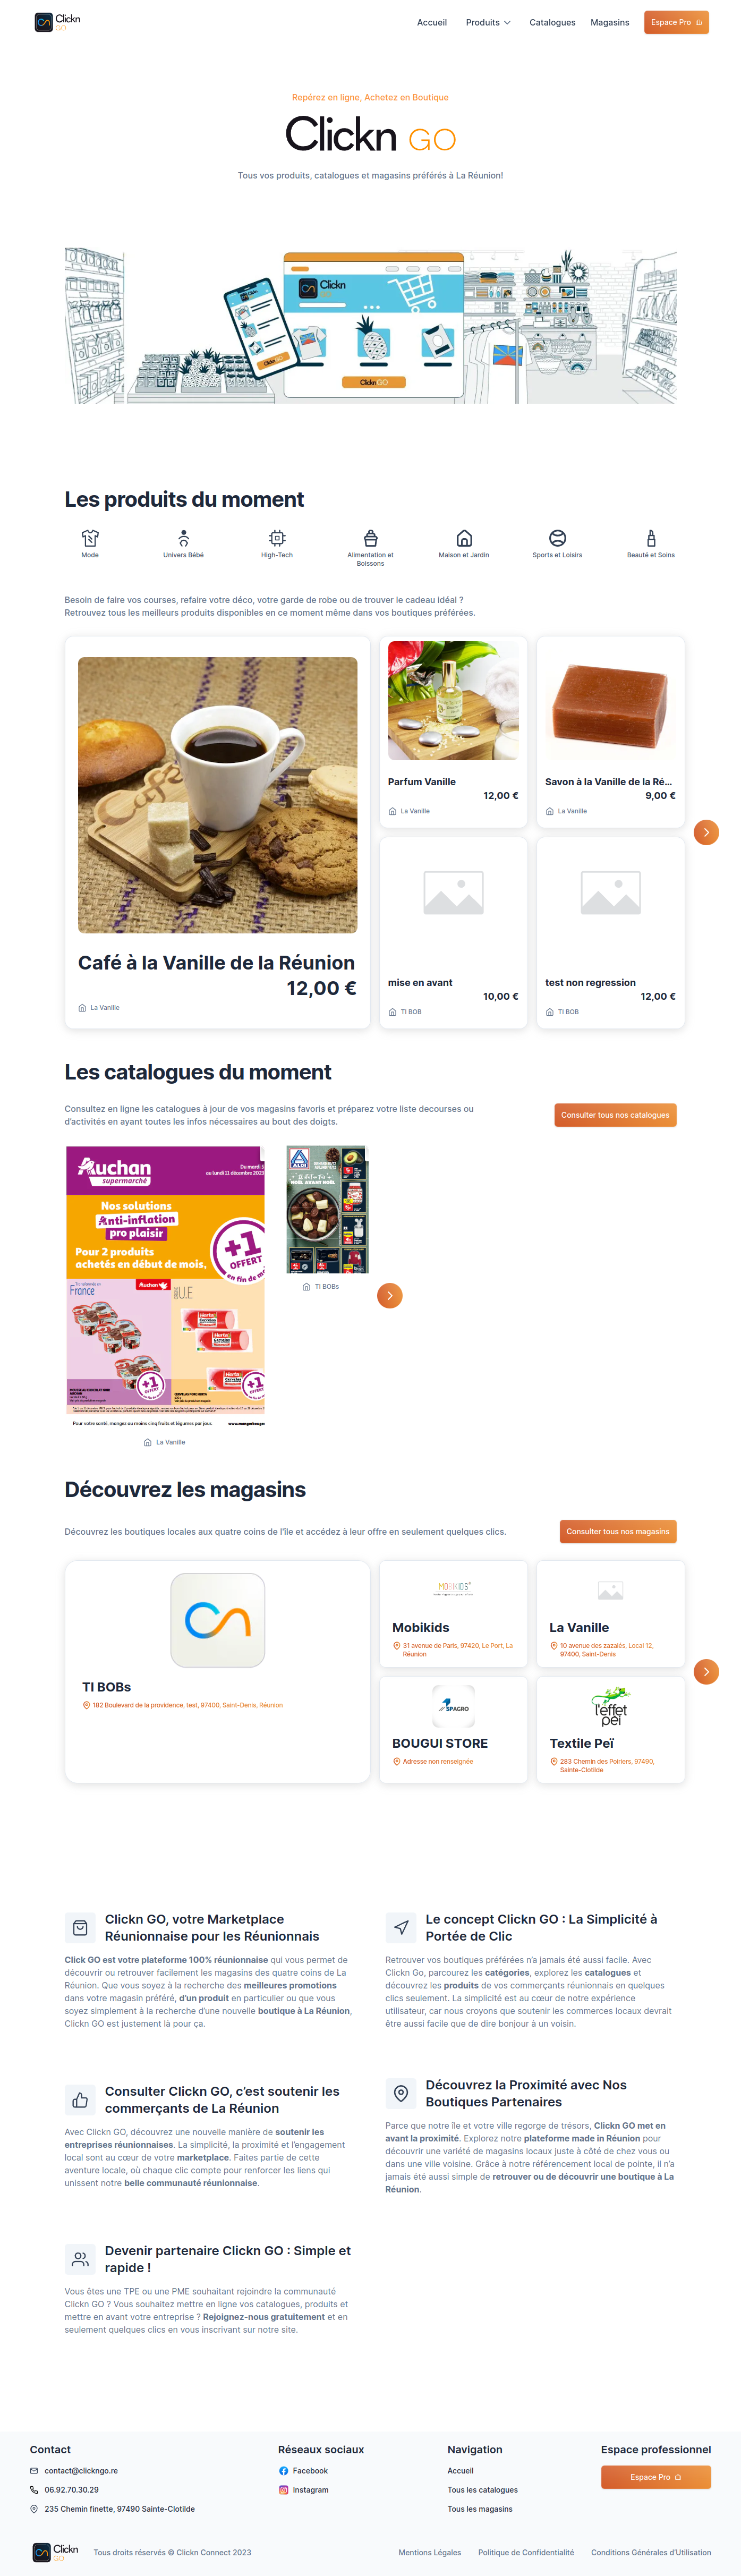 Clickn
GO
Accueil
Produits
Catalogues
Magasins
Espace Pro
Repérez en ligne, Achetez en Boutique
Clickn GO
Tous vos produits, catalogues et magasins préférés à La Réunion!
Clickn
GO
Clickn GO
Clickn GO
Les produits du moment
Mode
Univers Bébé
High-Tech
Alimentation et
Boissons
Maison et Jardin
Sports et Loisirs
Beauté et Soins
Besoin de faire vos courses, refaire votre déco, votre garde de robe ou de trouver le cadeau idéal ?
Retrouvez tous les meilleurs produits disponibles en ce moment même dans vos boutiques préférées.
Café à la Vanille de la Réunion
12,00 €
La Vanille
Parfum Vanille
12,00 €
La Vanille
Savon à la Vanille de la Ré...
9,00 €
La Vanille
mise en avant
10,00 €
TI BOB
test non regression
12,00 €
TI BOB
Les catalogues du moment
Consultez en ligne les catalogues à jour de vos magasins favoris et préparez votre liste decourses ou
d'activités en ayant toutes les infos nécessaires au bout des doigts.
Consulter tous nos catalogues
Auchan
supermarché
Du mardi 5
au lundi 11 décembre 2023
Nos solutions
Anti-inflation
pro plaisir
Pour 2 produits
achetés en début de mois,
+1
OFFERT
en fin de m
France
Auchan
U.E
Herta
+1
OFFERT
+1
OFFERT
Pour votre santé, mangez au moins cinq fruits et légumes par jour.
www.mangerbouger
La Vanille
ALDI
NOËL AVANT NOËL
TI BOBs
Découvrez les magasins
Découvrez les boutiques locales aux quatre coins de l'île et accédez à leur offre en seulement quelques clics.
Consulter tous nos magasins
TI BOBs
182 Boulevard de la providence, test, 97400, Saint-Denis, Réunion
MOBIKIDS
Mobikids
31 avenue de Paris, 97420, Le Port, La
Réunion
La Vanille
10 avenue des zazalés, Local 12,
97400, Saint-Denis
SPAGRO
BOUGUI STORE
Adresse non renseignée
l'effet
peï
Textile Peï
283 Chemin des Poiriers, 97490,
Sainte-Clotilde
Clickn GO, votre Marketplace
Réunionnaise pour les Réunionnais
Click GO est votre plateforme 100% réunionnaise qui vous permet de
découvrir ou retrouver facilement les magasins des quatre coins de La
Réunion. Que vous soyez à la recherche des meilleures promotions
dans votre magasin préféré, d'un produit en particulier ou que vous
soyez simplement à la recherche d'une nouvelle boutique à La Réunion,
Clickn GO est justement là pour ça.
Le concept Clickn GO : La Simplicité à
Portée de Clic
Retrouver vos boutiques préférées n'a jamais été aussi facile. Avec
Clickn Go, parcourez les catégories, explorez les catalogues et
découvrez les produits de vos commerçants réunionnais en quelques
clics seulement. La simplicité est au cœur de notre expérience
utilisateur, car nous croyons que soutenir les commerces locaux devrait
être aussi facile que de dire bonjour à un voisin.
Consulter Clickn GO, c'est soutenir les
commerçants de La Réunion
Avec Clickn GO, découvrez une nouvelle manière de soutenir les
entreprises réunionnaises. La simplicité, la proximité et l'engagement
local sont au cœur de votre marketplace. Faites partie de cette
aventure locale, où chaque clic compte pour renforcer les liens qui
unissent notre belle communauté réunionnaise.
Découvrez la Proximité avec Nos
Boutiques Partenaires
Parce que notre île et votre ville regorge de trésors, Clickn GO met en
avant la proximité. Explorez notre plateforme made in Réunion pour
découvrir une variété de magasins locaux juste à côté de chez vous ou
dans une ville voisine. Grâce à notre référencement local de pointe, il n'a
jamais été aussi simple de retrouver ou de découvrir une boutique à La
Réunion.
Devenir partenaire Clickn GO : Simple et
rapide !
Vous êtes une TPE ou une PME souhaitant rejoindre la communauté
Clickn GO ? Vous souhaitez mettre en ligne vos catalogues, produits et
mettre en avant votre entreprise ? Rejoignez-nous gratuitement et en
seulement quelques clics en vous inscrivant sur notre site.
Contact
contact@clickngo.re
06.92.70.30.29
235 Chemin finette, 97490 Sainte-Clotilde
Réseaux sociaux
Facebook
Instagram
Navigation
Accueil
Tous les catalogues
Tous les magasins
Espace professionnel
Espace Pro
Clickn
GO
Tous droits réservés © Clickn Connect 2023
Mentions Légales
Politique de Confidentialité
Conditions Générales d'Utilisation